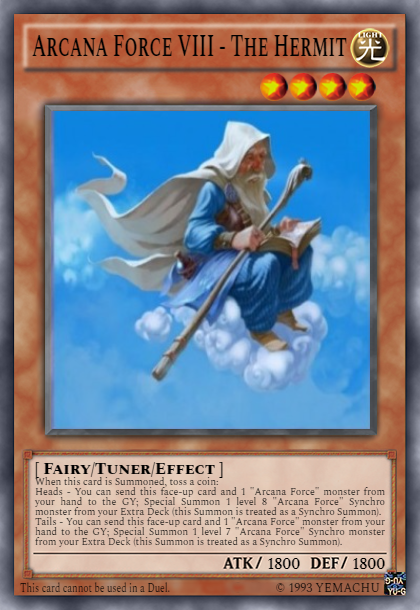 ARCANA FORCE VIII - THE HERMIT
LIGHT
光
[ FAIRY/TUNER/EFFECT ]
When this card is Summoned, toss a coin:
Heads - You can send this face-up card and 1 "Arcana Force" monster from
your hand to the GY; Special Summon 1 level 8 "Arcana Force" Synchro
monster from your Extra Deck (this Summon is treated as a Synchro Summon).
Tails - You can send this face-up card and 1 "Arcana Force" monster from your
hand to the GY; Special Summon 1 level 7 "Arcana Force" Synchro monster
from your Extra Deck (this Summon is treated as a Synchro Summon).
ATK/ 1800 DEF/ 1800
This card cannot be used in a Duel.
© 1993 YEMACHU